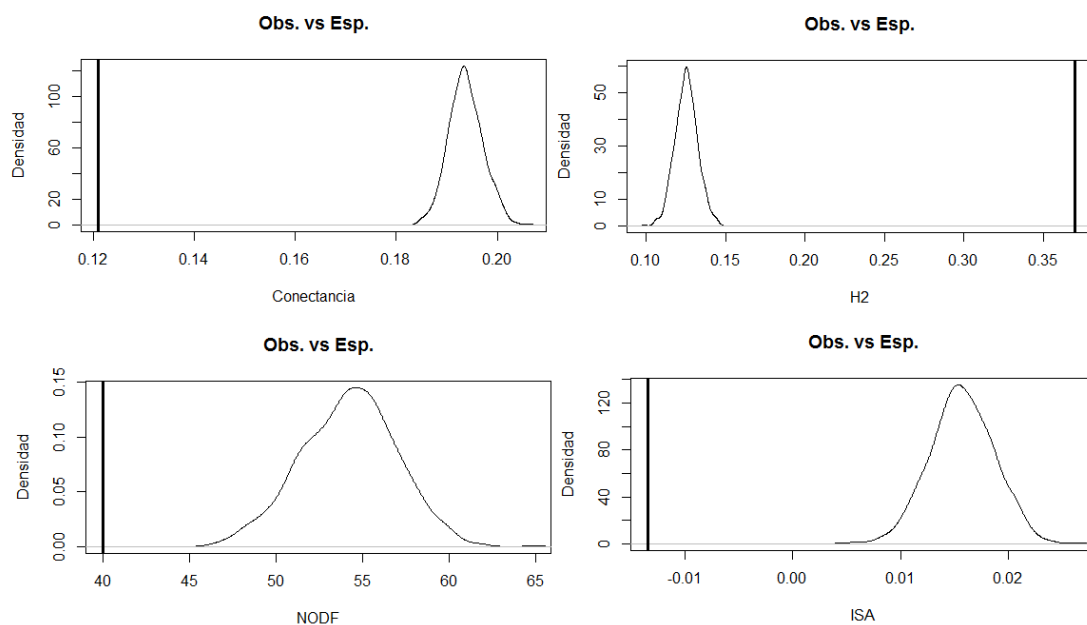 Obs. vs Esp.
Densidad
0 20 60 100
0.12 0.14 0.16 0.18 0.20
Conectancia
Obs. vs Esp.
Densidad
0 10 30 50
0.10 0.15 0.20 0.25 0.30 0.35
H2
Obs. vs Esp.
Densidad
0.00 0.05 0.10 0.15
40 45 50 55 60 65
NODF
Obs. vs Esp.
Densidad
0 40 80 120
-0.01 0.00 0.01 0.02
ISA